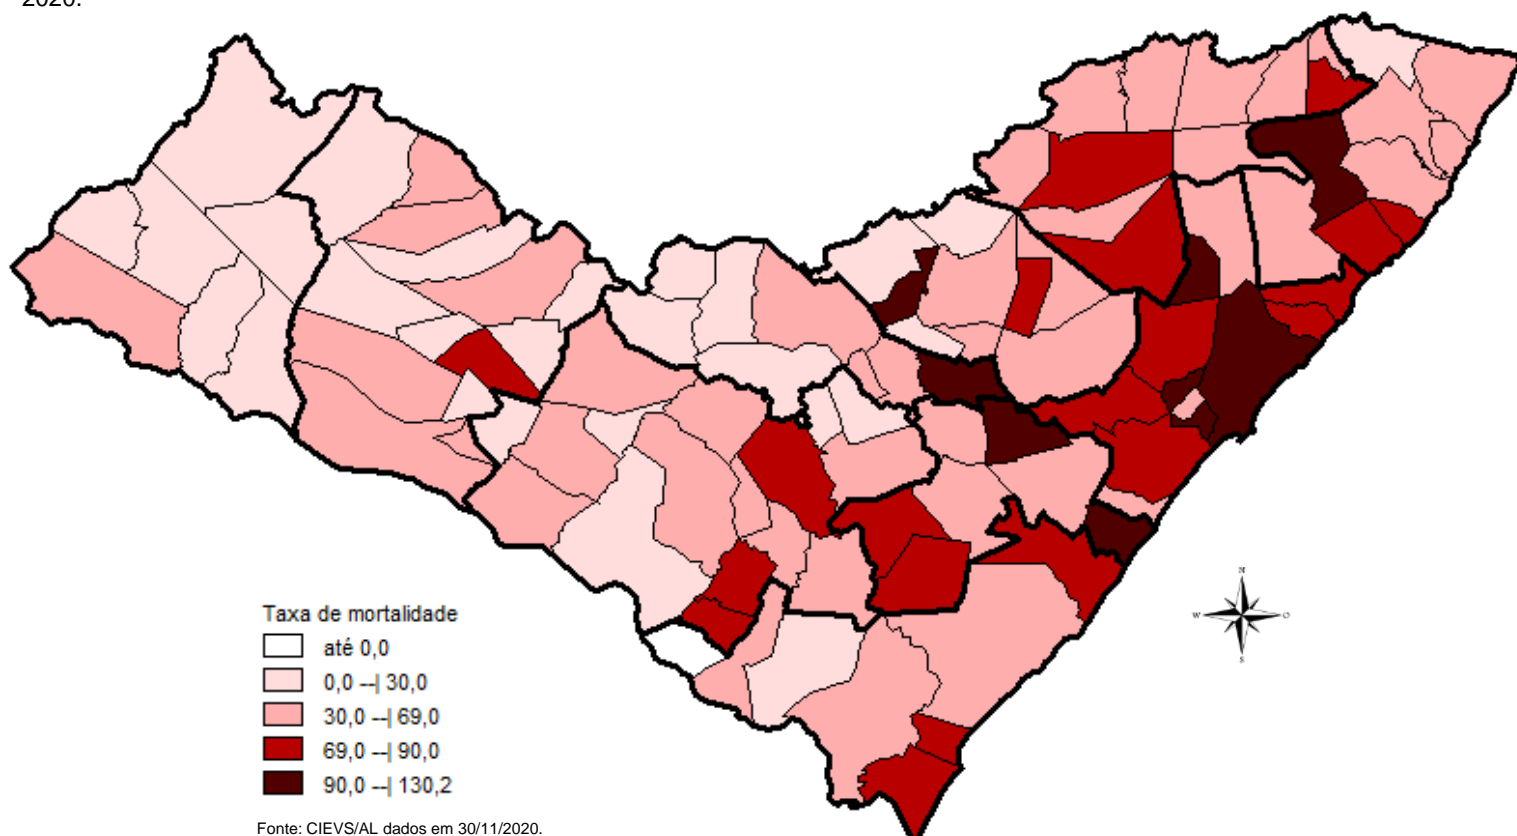 2020.
Taxa de mortalidade
até 0,0
0,0 --| 30,0
30,0 --| 69,0
69,0 --| 90,0
90,0 --| 130,2
Fonte: CIEVS/AL dados em 30/11/2020.
N
W
O
S